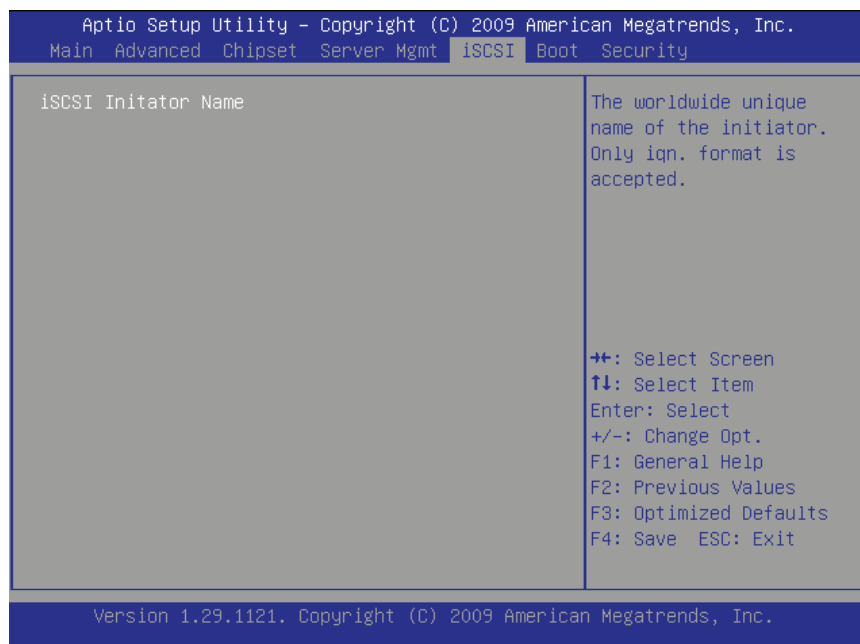 Aptio Setup Utility – Copyright (C) 2009 American Megatrends, Inc.
Main Advanced Chipset Server Mgmt iSCSI Boot Security
iSCSI Initator Name
The worldwide unique
name of the initiator.
Only iqn. format is
accepted.
→←: Select Screen
↑↓: Select Item
Enter: Select
+/-: Change Opt.
F1: General Help
F2: Previous Values
F3: Optimized Defaults
F4: Save ESC: Exit
Version 1.29.1121. Copyright (C) 2009 American Megatrends, Inc.